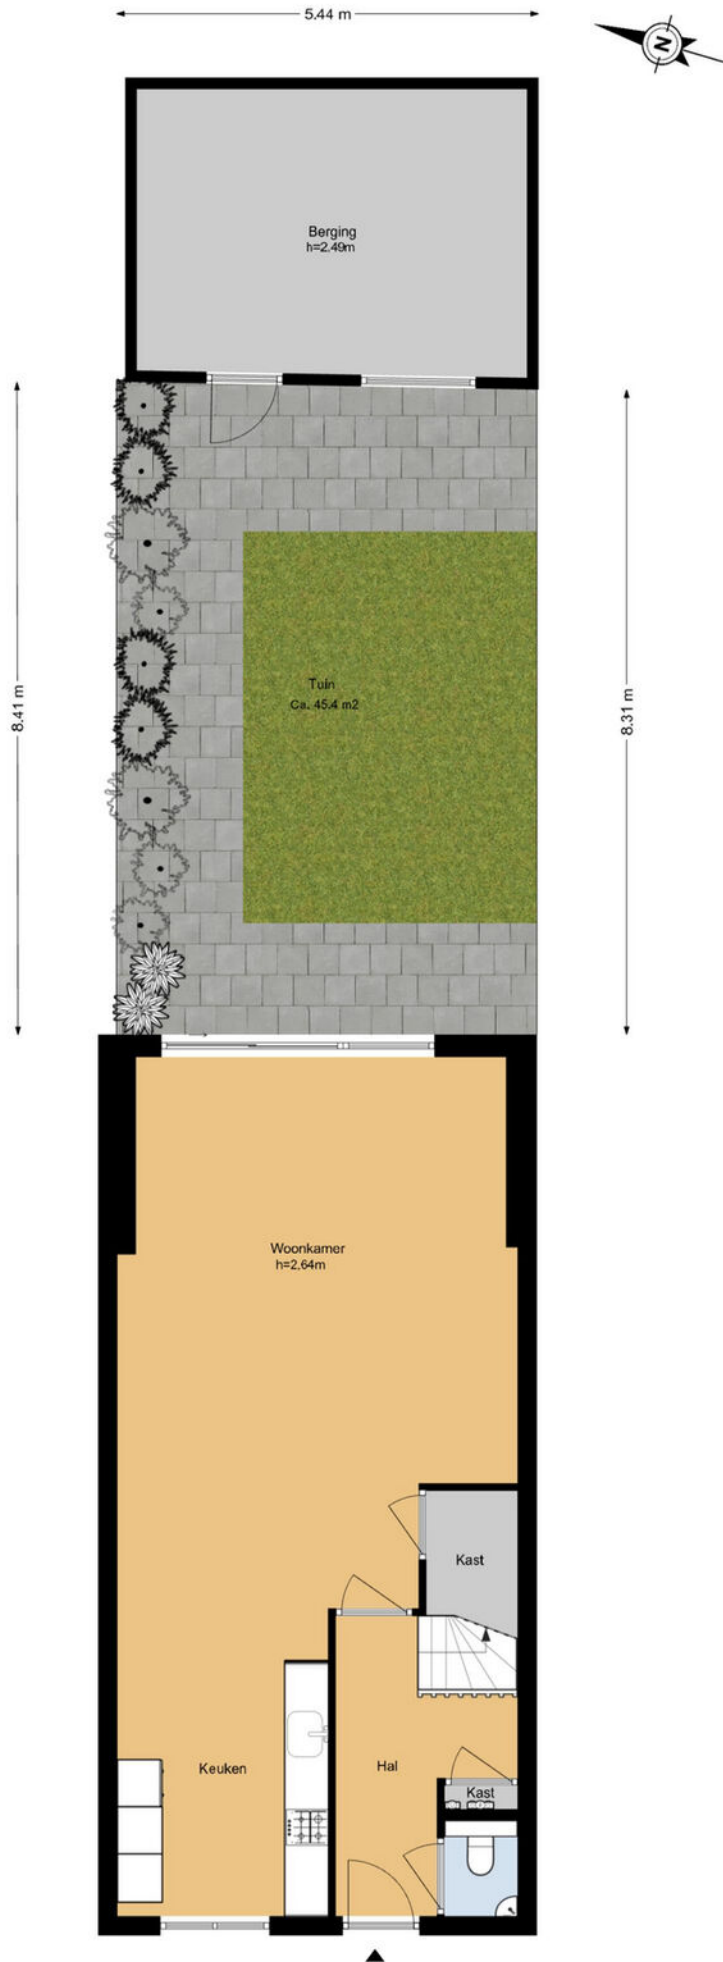 5.44 m
N
Berging
h=2.49m
8.41 m
8.31 m
Tuin
Ca. 45.4 m2
Woonkamer
h=2.64m
Kast
Keuken
Hal
Kast